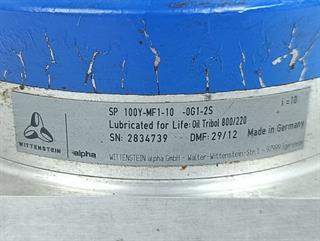 SP 100Y-MF1-10 -0G1-2S i=10
Lubricated for Life: Oil Tribol 800/220
SN: 2834739 DMF: 29/12 Made in Germany
WITTENSTEIN alpha
WITTENSTEIN alpha GmbH - Walter-Wittenstein-Str.1 - 97999 Igersheim